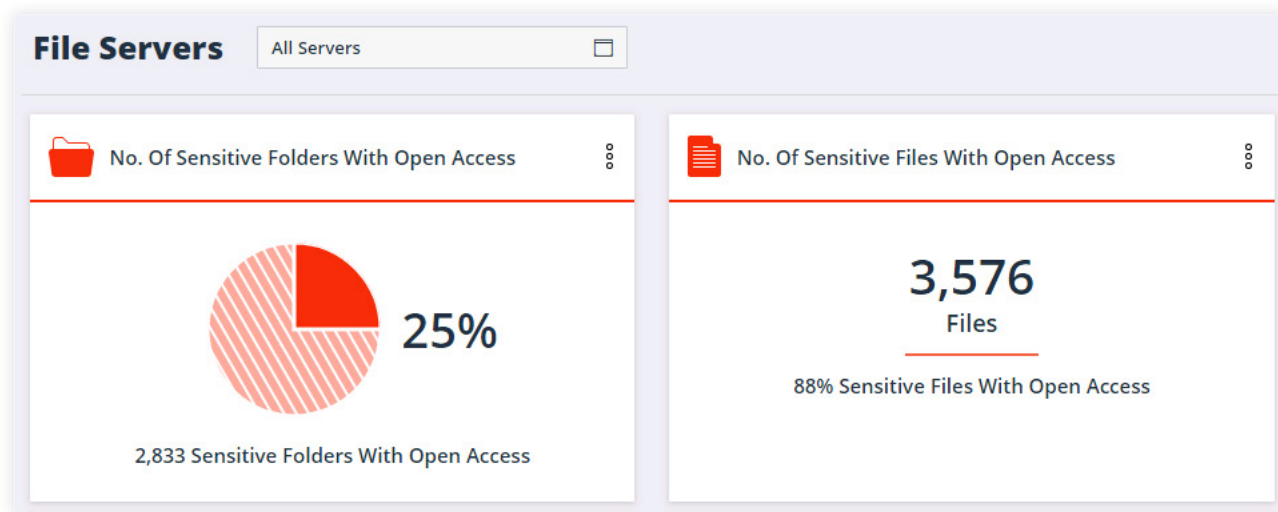 File Servers
All Servers
No. Of Sensitive Folders With Open Access
25%
2,833 Sensitive Folders With Open Access
No. Of Sensitive Files With Open Access
3,576
Files
88% Sensitive Files With Open Access